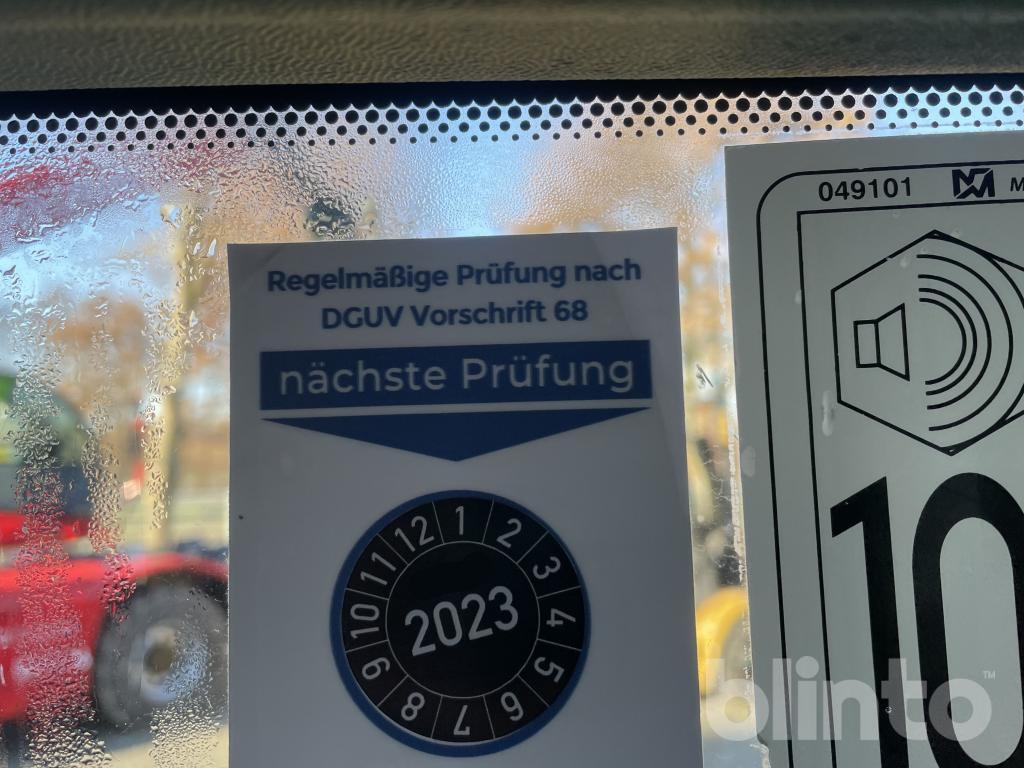 Regelmäßige Prüfung nach
DGUV Vorschrift 68
nächste Prüfung
1
2
3
4
5
6
7
8
9
10
11
12
2023
049101 M
10
blinto™